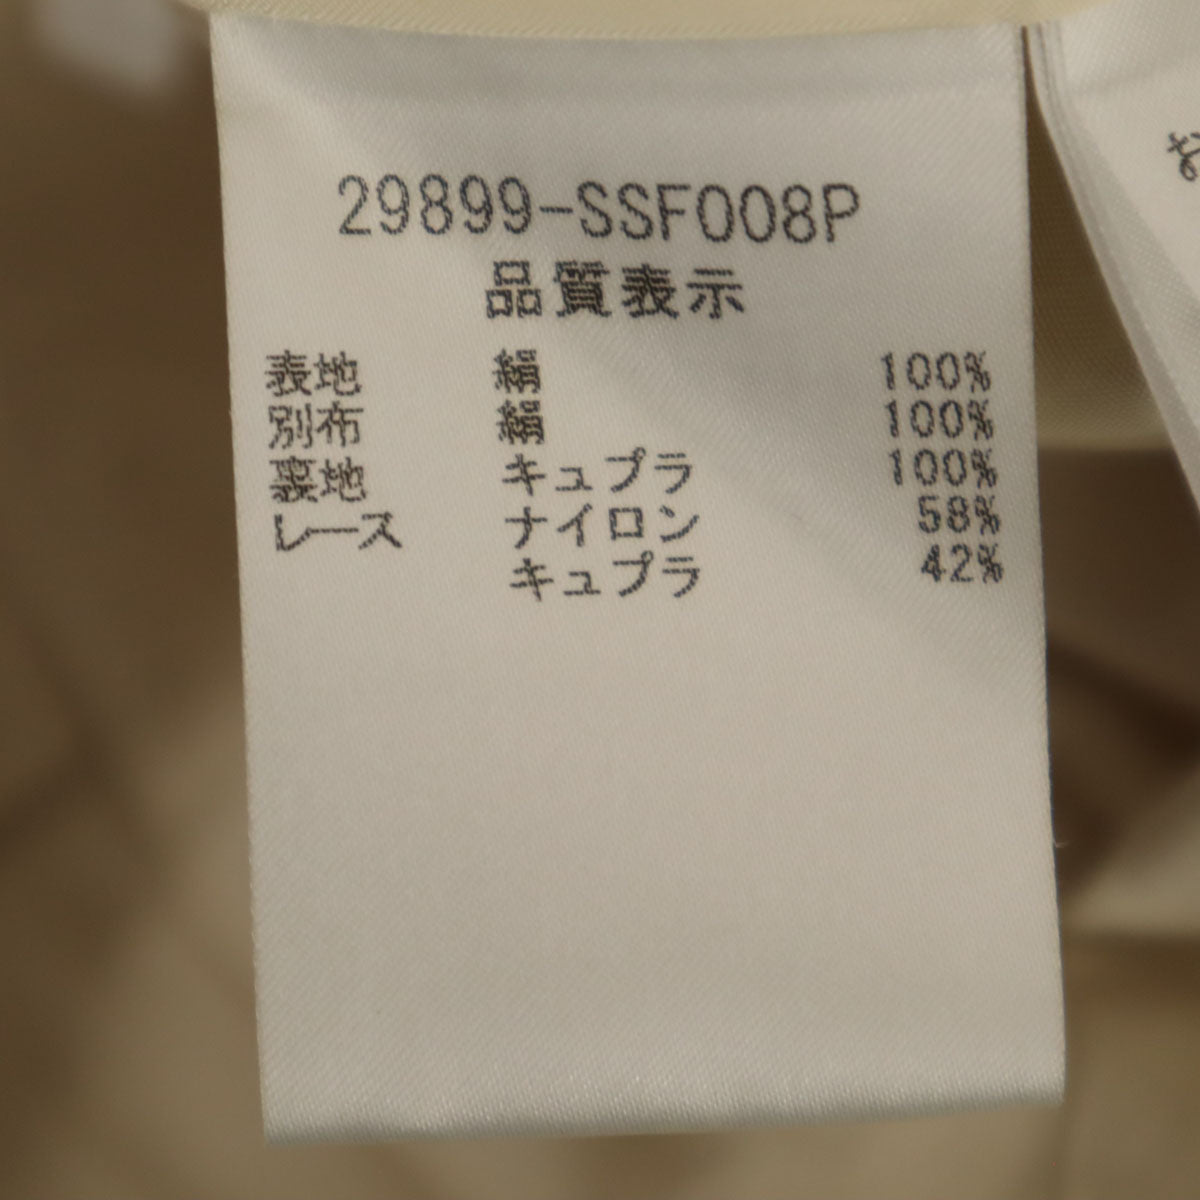 29899-SSF008P
品質表示
表地 絹 100%
別布 絹 100%
裏地 キュプラ 100%
レース ナイロン 58%
キュプラ 42%
お